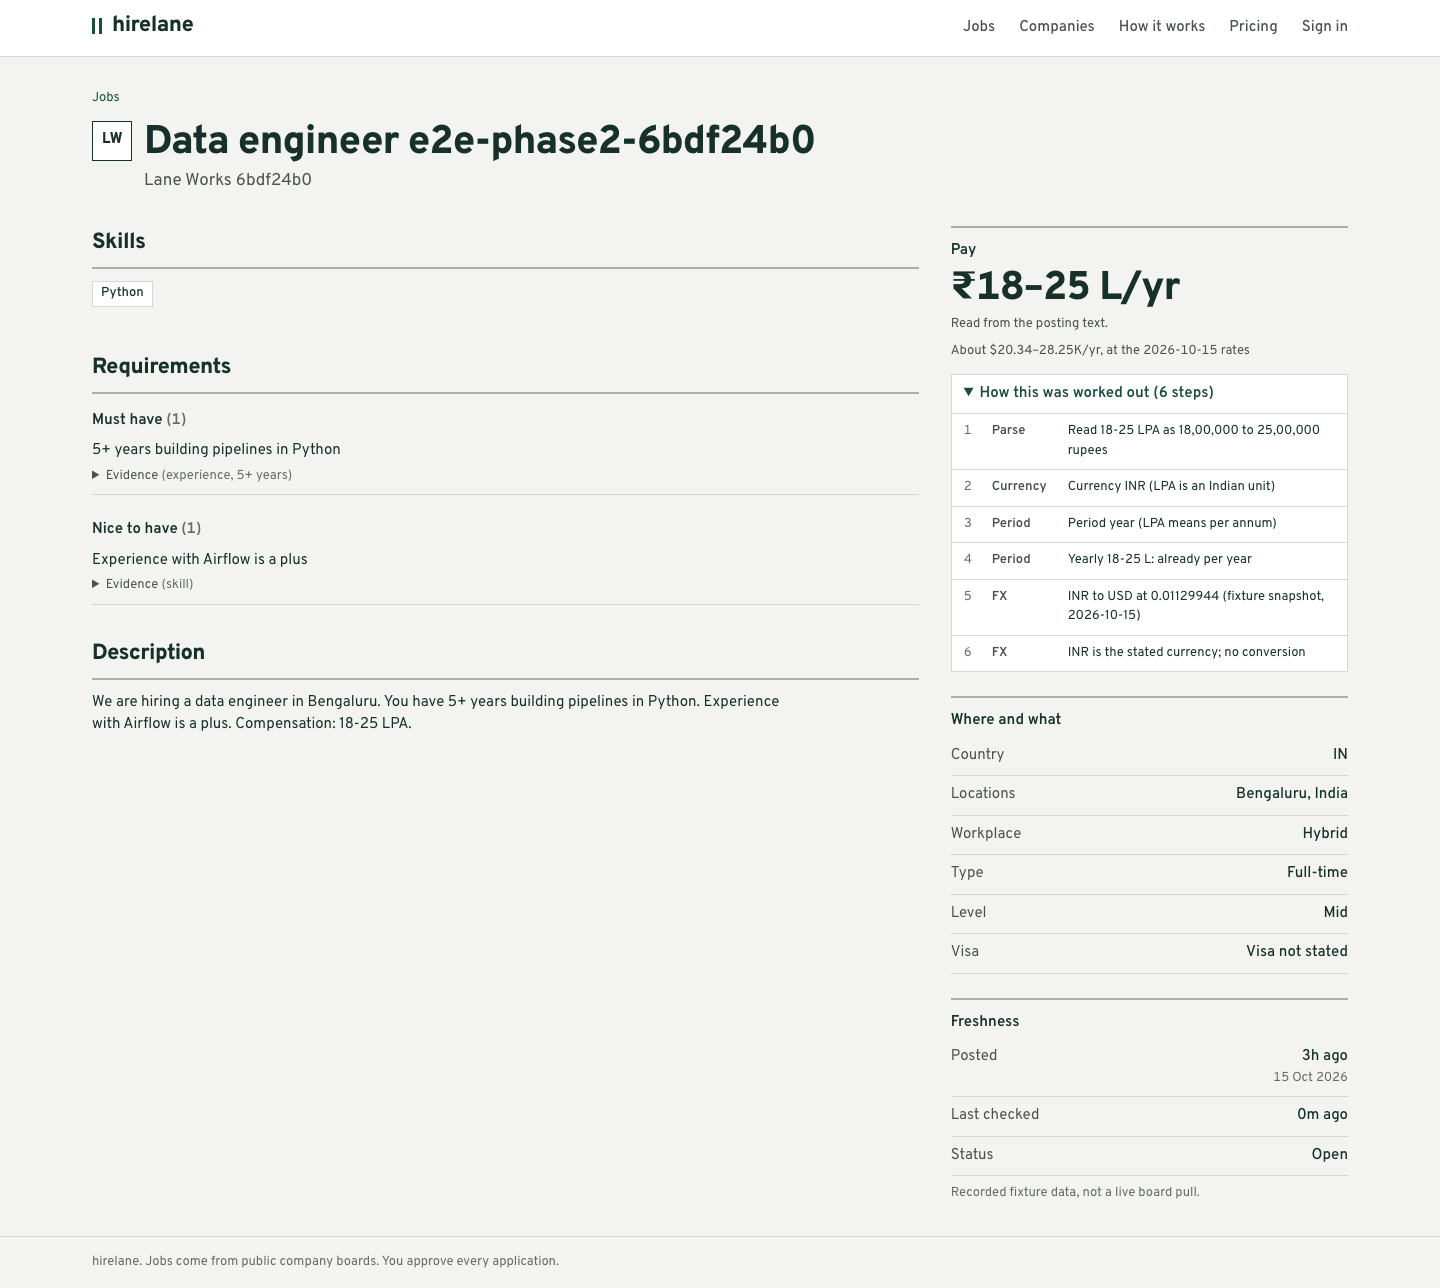 hirelane
Jobs Companies How it works Pricing Sign in
Jobs
LW
Data engineer e2e-phase2-6bdf24b0
Lane Works 6bdf24b0
Skills
Python
Requirements
Must have (1)
5+ years building pipelines in Python
▶ Evidence (experience, 5+ years)
Nice to have (1)
Experience with Airflow is a plus
▶ Evidence (skill)
Description
We are hiring a data engineer in Bengaluru. You have 5+ years building pipelines in Python. Experience
with Airflow is a plus. Compensation: 18-25 LPA.
Pay
₹18–25 L/yr
Read from the posting text.
About $20.34–28.25K/yr, at the 2026-10-15 rates
▼ How this was worked out (6 steps)
1 Parse Read 18-25 LPA as 18,00,000 to 25,00,000
rupees
2 Currency Currency INR (LPA is an Indian unit)
3 Period Period year (LPA means per annum)
4 Period Yearly 18-25 L: already per year
5 FX INR to USD at 0.01129944 (fixture snapshot,
2026-10-15)
6 FX INR is the stated currency; no conversion
Where and what
Country IN
Locations Bengaluru, India
Workplace Hybrid
Type Full-time
Level Mid
Visa Visa not stated
Freshness
Posted 3h ago
15 Oct 2026
Last checked 0m ago
Status Open
Recorded fixture data, not a live board pull.
hirelane. Jobs come from public company boards. You approve every application.